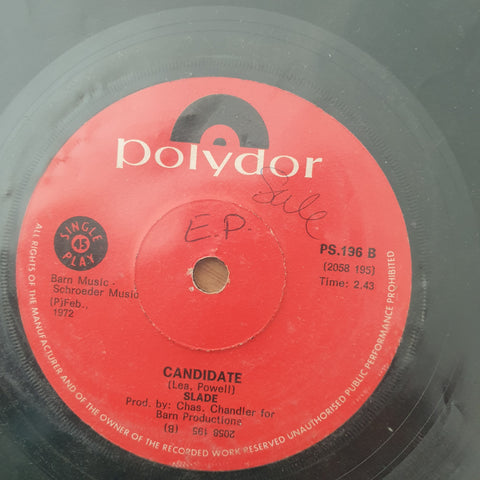 polydor
Sale
E.P.
PS.136 B
(2058 195)
Time: 2.43
SINGLE
45
PLAY
Barn Music -
Schroeder Music
(P)Feb.,
1972
CANDIDATE
(Lea, Powell)
SLADE
Prod. by: Chas. Chandler for
Barn Productions
2058 195 (B)
ALL RIGHTS OF THE MANUFACTURER AND OF THE OWNER OF THE RECORDED WORK RESERVED UNAUTHORISED PUBLIC PERFORMANCE PROHIBITED